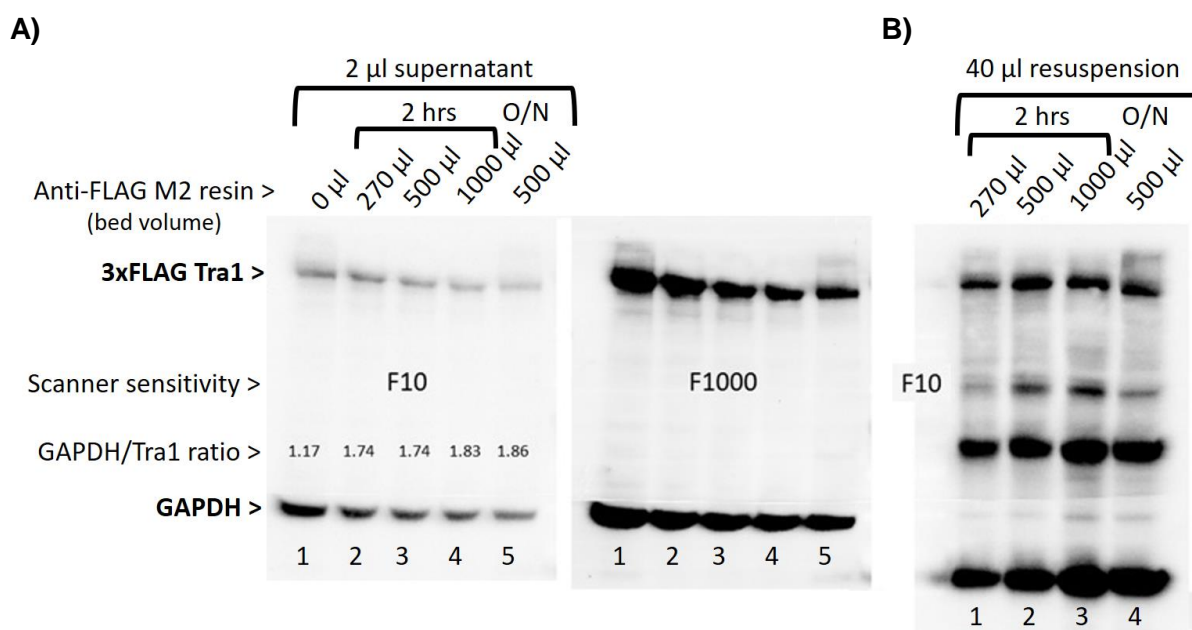 A)
2 µl supernatant
2 hrs O/N
Anti-FLAG M2 resin > 0 µl 270 µl 500 µl 1000 µl 500 µl
(bed volume)
3xFLAG Tra1 >
Scanner sensitivity > F10 F1000
GAPDH/Tra1 ratio > 1.17 1.74 1.74 1.83 1.86
GAPDH >
1 2 3 4 5 1 2 3 4 5
B)
40 µl resuspension
2 hrs O/N
270 µl 500 µl 1000 µl 500 µl
F10
1 2 3 4